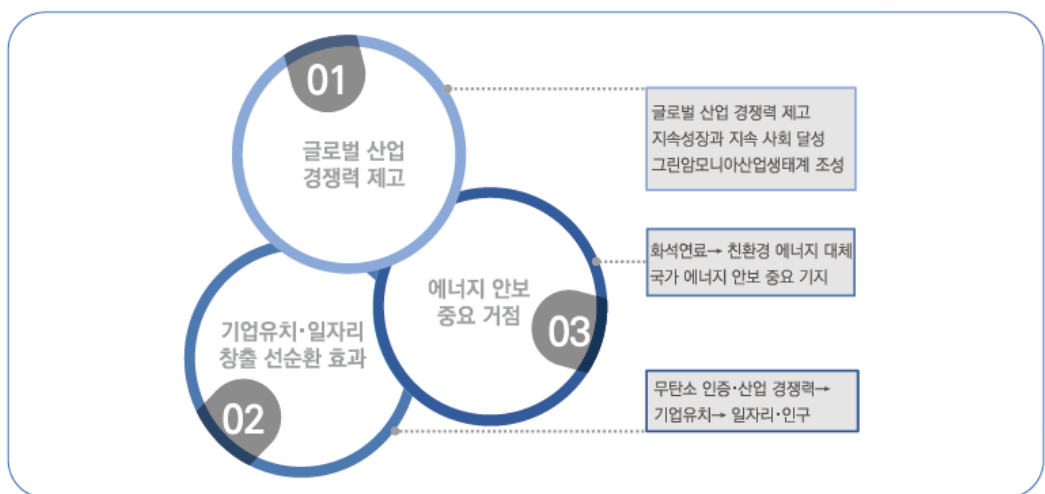 01
글로벌 산업
경쟁력 제고
글로벌 산업 경쟁력 제고
지속성장과 지속 사회 달성
그린암모니아산업생태계 조성
에너지 안보
중요 거점
03
화석연료→ 친환경 에너지 대체
국가 에너지 안보 중요 기지
기업유치·일자리
창출 선순환 효과
02
무탄소 인증·산업 경쟁력→
기업유치→ 일자리·인구